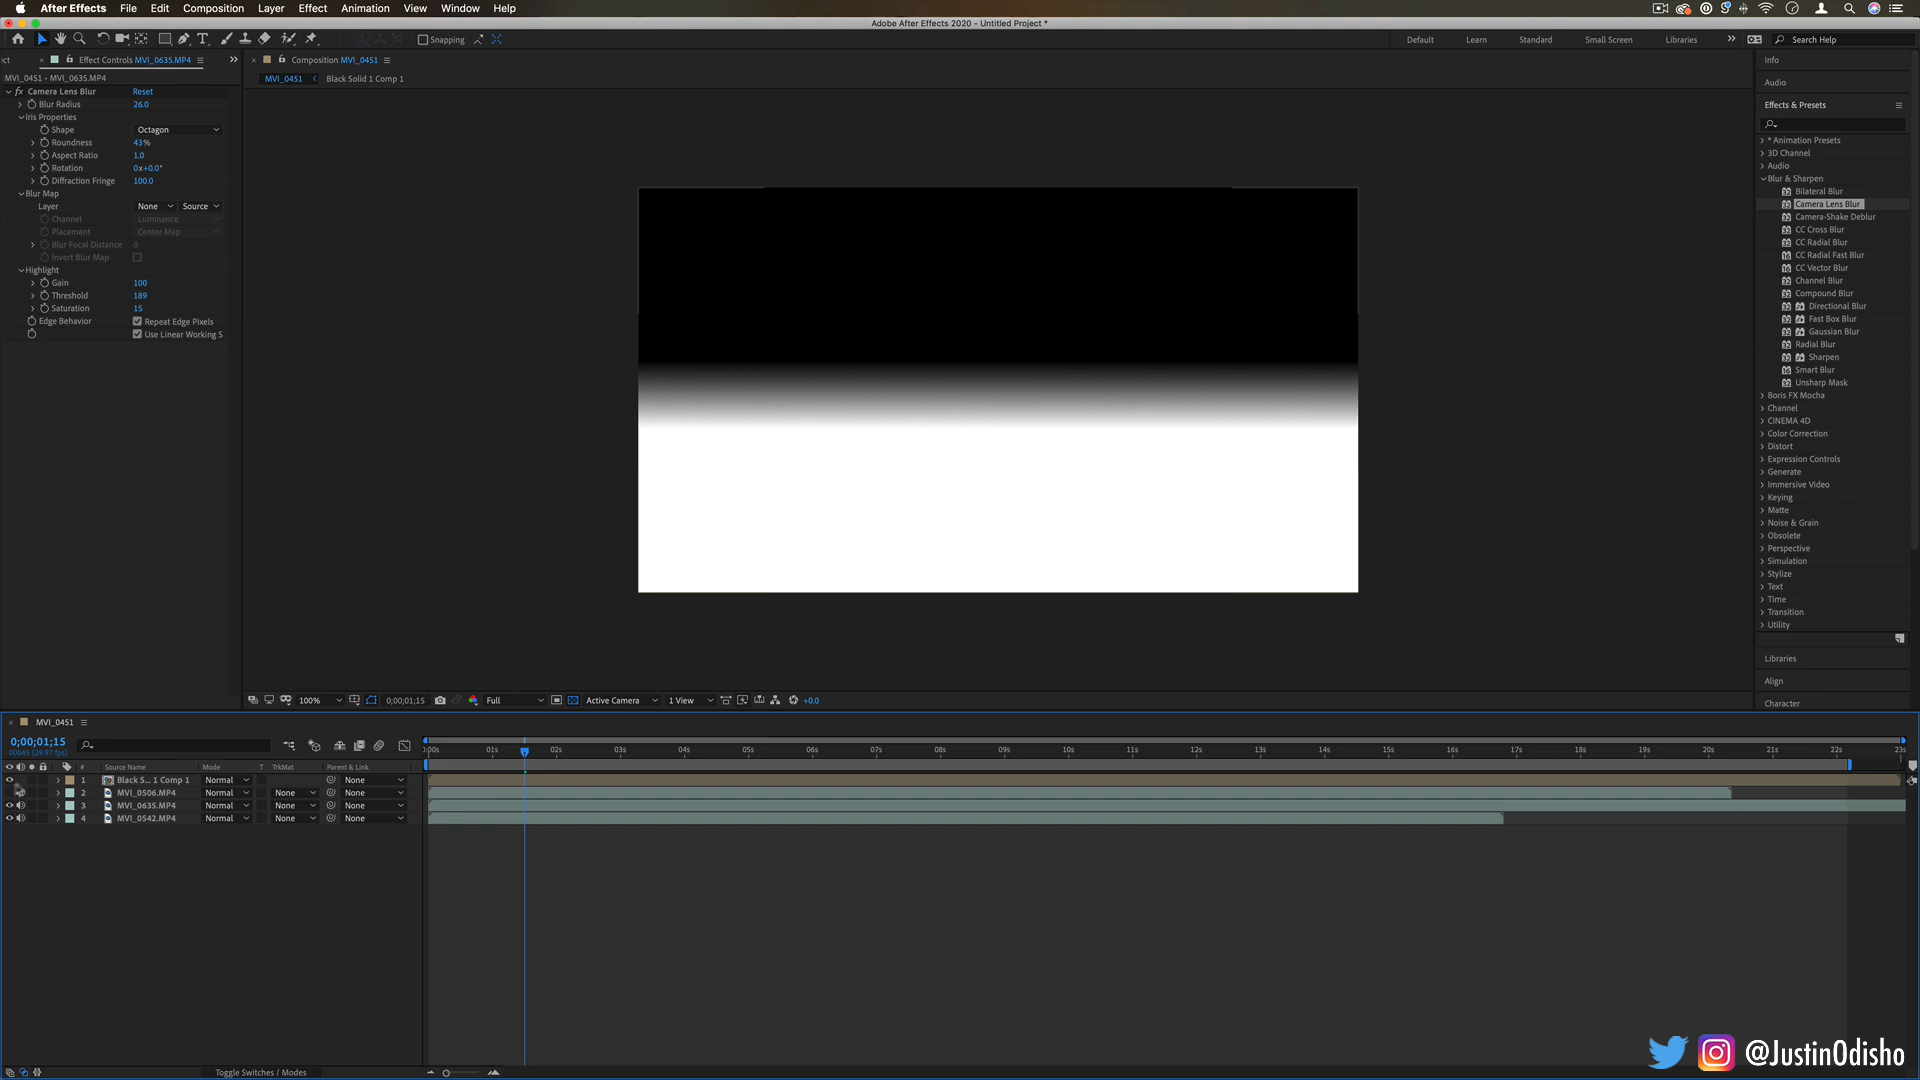 After Effects File Edit Composition Layer Effect Animation View Window Help
Adobe After Effects 2020 - Untitled Project *
Snapping
Default Learn Standard Small Screen Libraries Search Help
Effect Controls MVI_0635.MP4
MVI_0451 • MVI_0635.MP4
fx Camera Lens Blur Reset
Blur Radius 26.0
Iris Properties
Shape Octagon
Roundness 43%
Aspect Ratio 1.0
Rotation 0x+0.0°
Diffraction Fringe 100.0
Blur Map
Layer None Source
Channel Luminance
Placement Center Map
Blur Focal Distance 0
Invert Blur Map
Highlight
Gain 100
Threshold 189
Saturation 15
Edge Behavior Repeat Edge Pixels
Use Linear Working S
Composition MVI_0451
MVI_0451 Black Solid 1 Comp 1
100% 0;00;01;15 Full Active Camera 1 View +0.0
Info
Audio
Effects & Presets
* Animation Presets
3D Channel
Audio
Blur & Sharpen
Bilateral Blur
Camera Lens Blur
Camera-Shake Deblur
CC Cross Blur
CC Radial Blur
CC Radial Fast Blur
CC Vector Blur
Channel Blur
Compound Blur
Directional Blur
Fast Box Blur
Gaussian Blur
Radial Blur
Sharpen
Smart Blur
Unsharp Mask
Boris FX Mocha
Channel
CINEMA 4D
Color Correction
Distort
Expression Controls
Generate
Immersive Video
Keying
Matte
Noise & Grain
Obsolete
Perspective
Simulation
Stylize
Text
Time
Transition
Utility
Libraries
Align
Character
MVI_0451
0;00;01;15
00045 (29.97 fps)
:00s 01s 02s 03s 04s 05s 06s 07s 08s 09s 10s 11s 12s 13s 14s 15s 16s 17s 18s 19s 20s 21s 22s 23s
# Source Name Mode T TrkMat Parent & Link
1 Black S... 1 Comp 1 Normal None
2 MVI_0506.MP4 Normal None None
3 MVI_0635.MP4 Normal None None
4 MVI_0542.MP4 Normal None None
Toggle Switches / Modes
@JustinOdisho